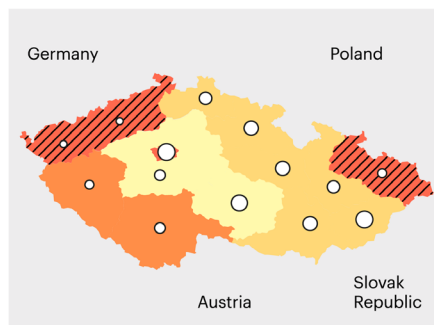 Germany
Poland
Austria
Slovak
Republic